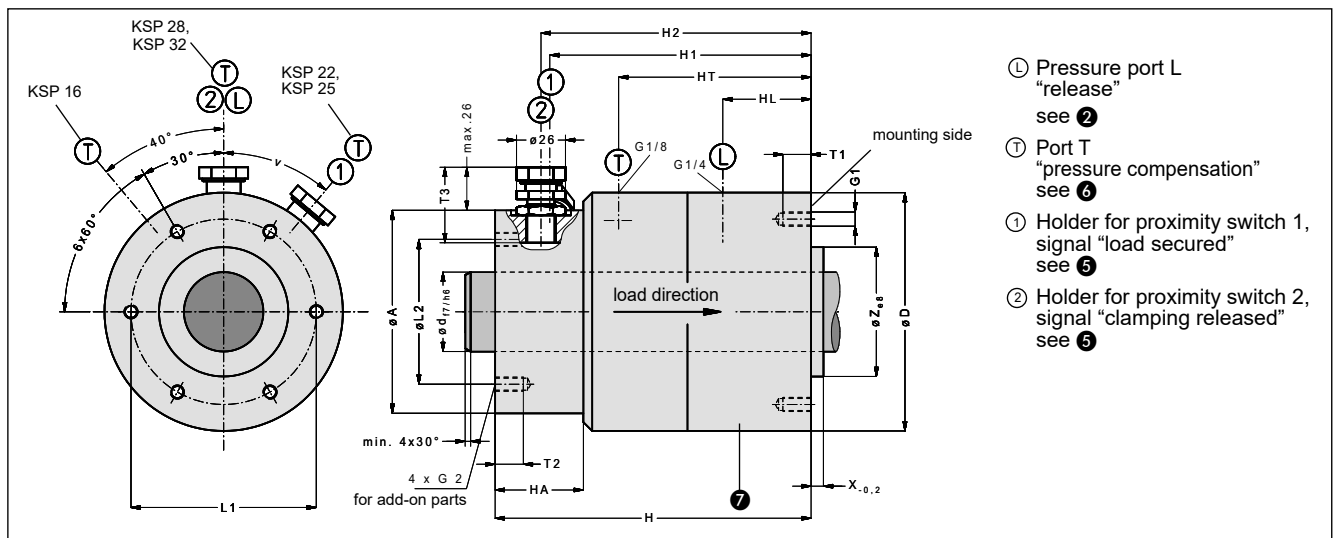 KSP 28,
KSP 32
T
2 L
KSP 22,
KSP 25
T
1
KSP 16
T
40°
30°
v
6x60°
L1
H2
H1
HT
HL
1
2
max.26
ø26
T3
T
G1/8
L
G1/4
T1
G1
mounting side
øA
øL2
ød f7/h6
load direction
øZ e8
øD
min. 4x30°
T2
4 x G 2
for add-on parts
HA
H
7
X -0,2
L Pressure port L
“release”
see 2
T Port T
“pressure compensation”
see 6
1 Holder for proximity switch 1,
signal “load secured”
see 5
2 Holder for proximity switch 2,
signal “clamping released”
see 5